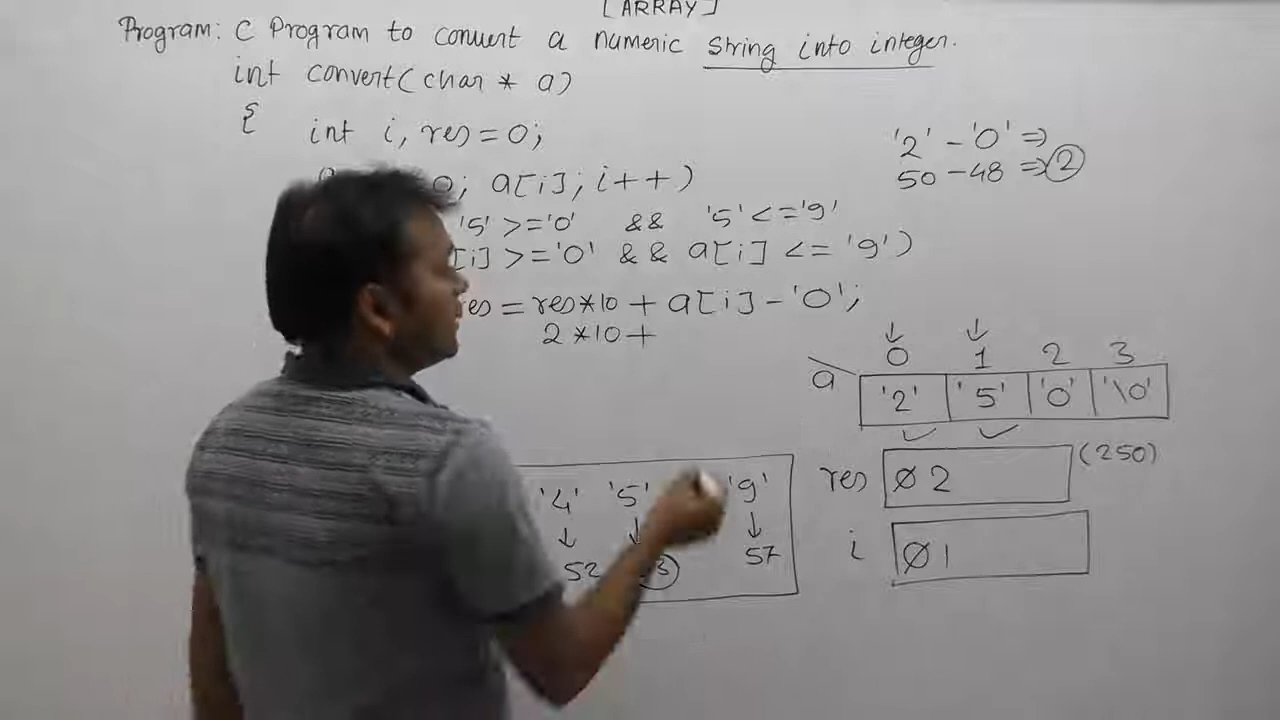 [ARRAY]
Program: C Program to convert a numeric string into integer.
int convert(char * a)
{ int i, res=0;
0; a[i]; i++)
'5' >='0' && '5' <='9'
[i] >='0' && a[i] <= '9')
es = res*10 + a[i] - '0';
2 *10 +
'2' - '0' =>
50 - 48 => 2
0 1 2 3
a '2' '5' '0' '\0'
res 0 2 (250)
i 0 1
'4' '5' '9'
52 3 57